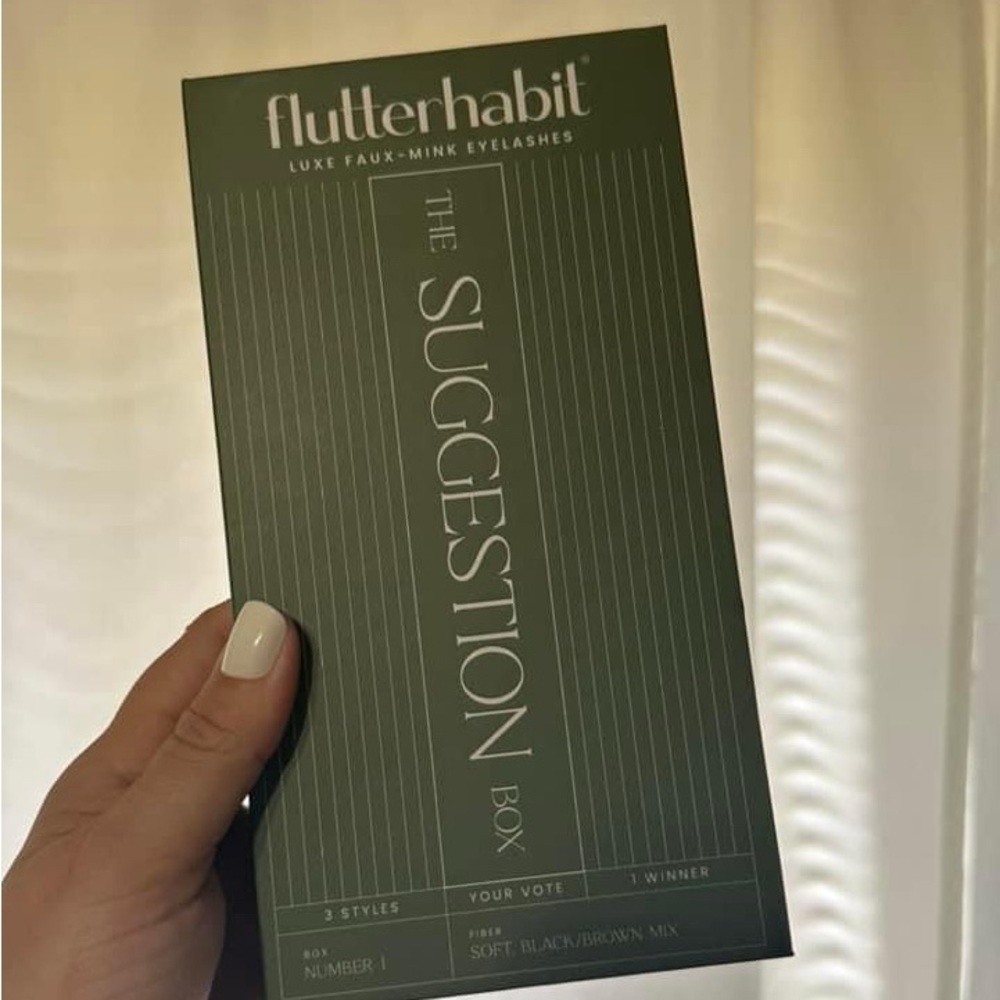 flutterhabit®
LUXE FAUX-MINK EYELASHES
THE SUGGESTION BOX
3 STYLES
YOUR VOTE
1 WINNER
BOX
NUMBER 1
FIBER
SOFT, BLACK/BROWN MIX